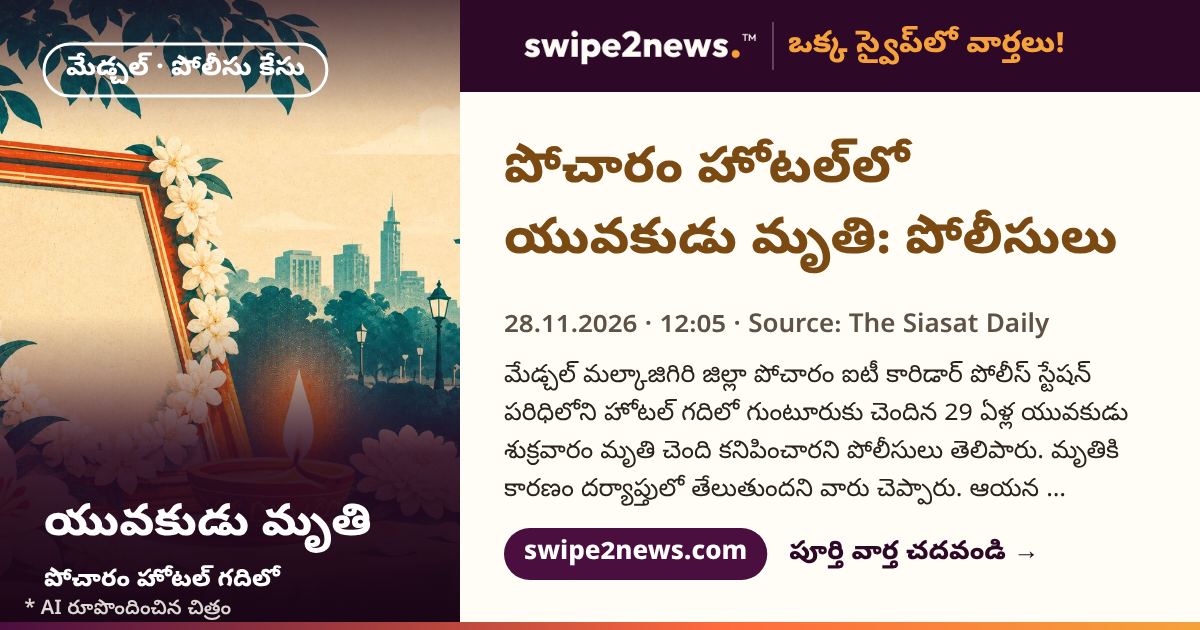 మేడ్చల్ · పోలీసు కేసు
swipe2news.™
ఒక్క స్వైప్‌లో వార్తలు!
పోచారం హోటల్‌లో
యువకుడు మృతి: పోలీసులు
28.11.2026 · 12:05 · Source: The Siasat Daily
మేడ్చల్ మల్కాజిగిరి జిల్లా పోచారం ఐటీ కారిడార్ పోలీస్ స్టేషన్
పరిధిలోని హోటల్ గదిలో గుంటూరుకు చెందిన 29 ఏళ్ల యువకుడు
శుక్రవారం మృతి చెంది కనిపించారని పోలీసులు తెలిపారు. మృతికి
కారణం దర్యాప్తులో తేలుతుందని వారు చెప్పారు. ఆయన ...
swipe2news.com
పూర్తి వార్త చదవండి →
యువకుడు మృతి
పోచారం హోటల్ గదిలో
* AI రూపొందించిన చిత్రం